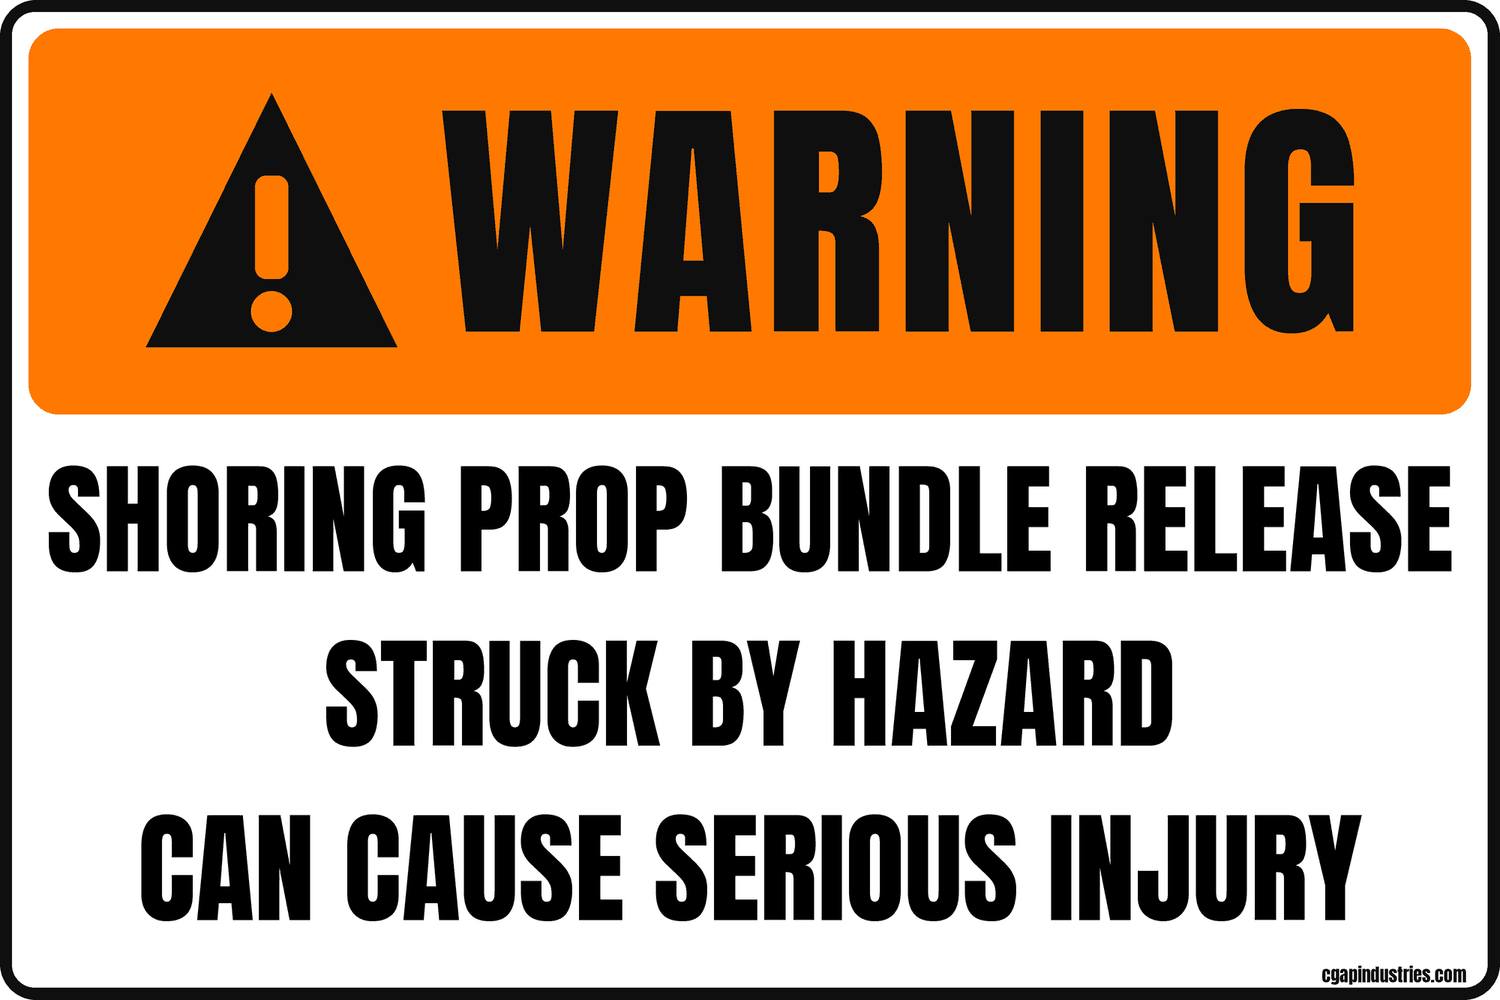 WARNING
SHORING PROP BUNDLE RELEASE
STRUCK BY HAZARD
CAN CAUSE SERIOUS INJURY
cgapindustries.com